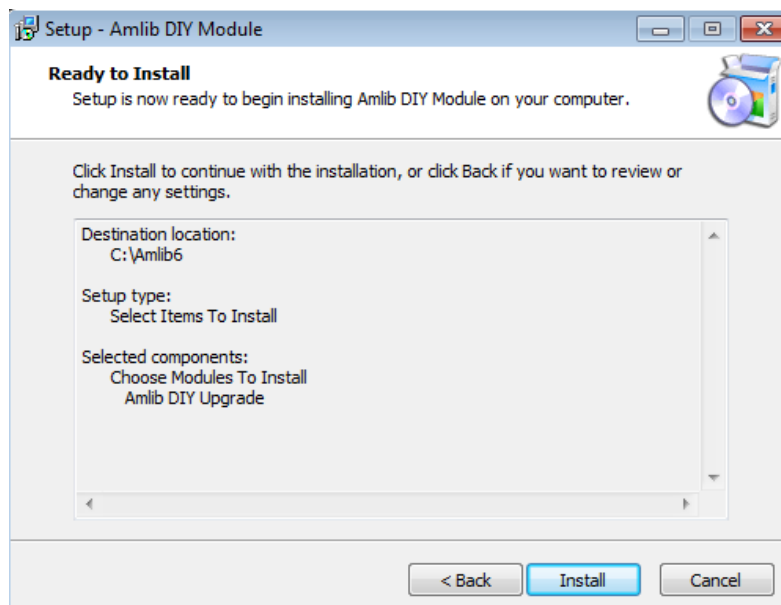 Setup - Amlib DIY Module
Ready to Install
Setup is now ready to begin installing Amlib DIY Module on your computer.
Click Install to continue with the installation, or click Back if you want to review or
change any settings.
Destination location:
C:\Amlib6
Setup type:
Select Items To Install
Selected components:
Choose Modules To Install
Amlib DIY Upgrade
< Back Install Cancel